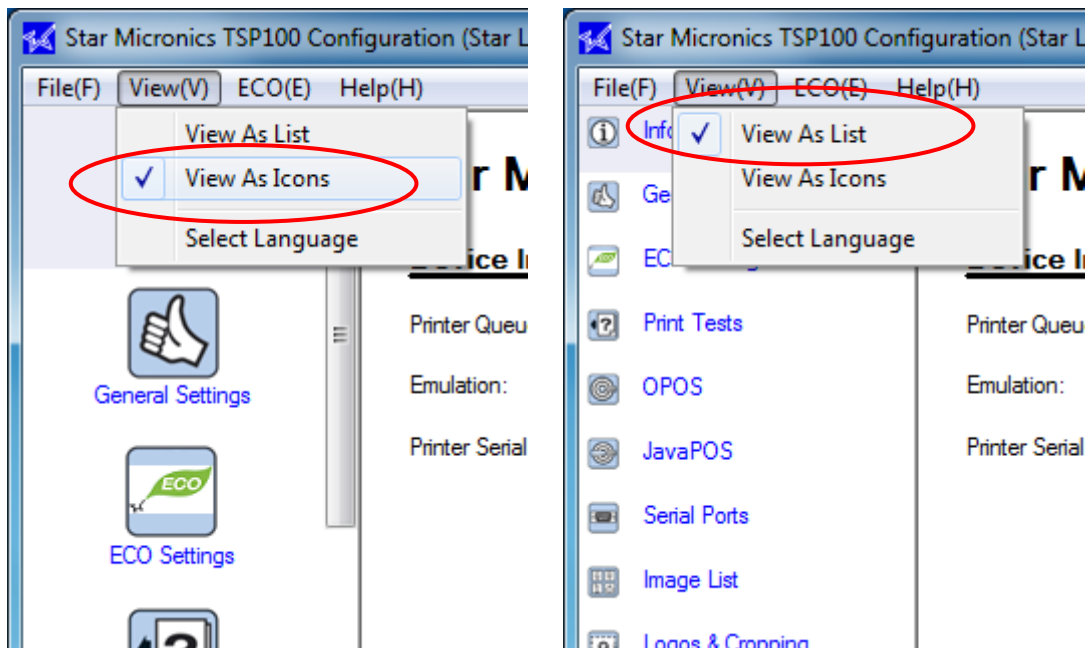 Star Micronics TSP100 Configuration (Star L
File(F) View(V) ECO(E) Help(H)
View As List
View As Icons
Select Language
Printer Queu
Emulation:
Printer Serial
General Settings
ECO
ECO Settings
?
Star Micronics TSP100 Configuration (Star L
File(F) View(V) ECO(E) Help(H)
View As List
View As Icons
Select Language
Print Tests
OPOS
JavaPOS
Serial Ports
Image List
Logos & Cropping
Printer Queu
Emulation:
Printer Serial